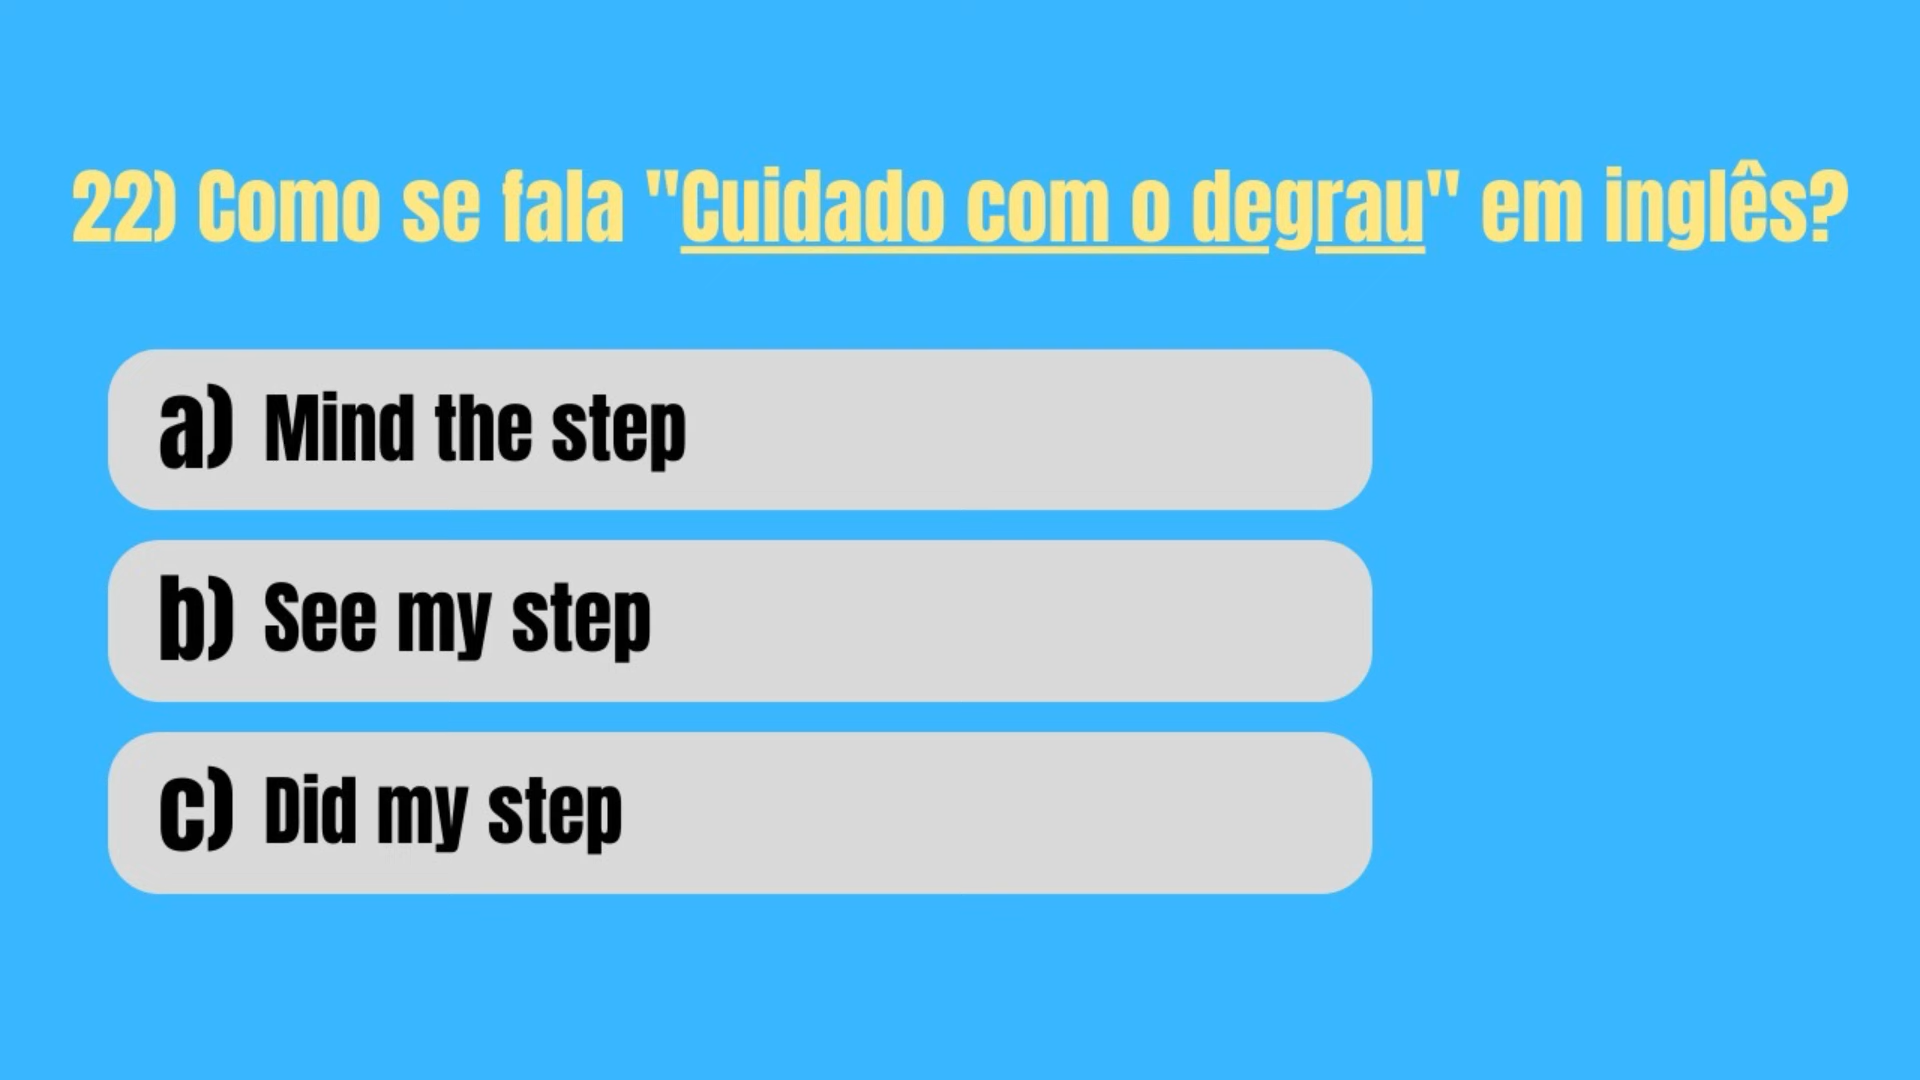 22) Como se fala "Cuidado com o degrau" em inglês?
a) Mind the step
b) See my step
c) Did my step